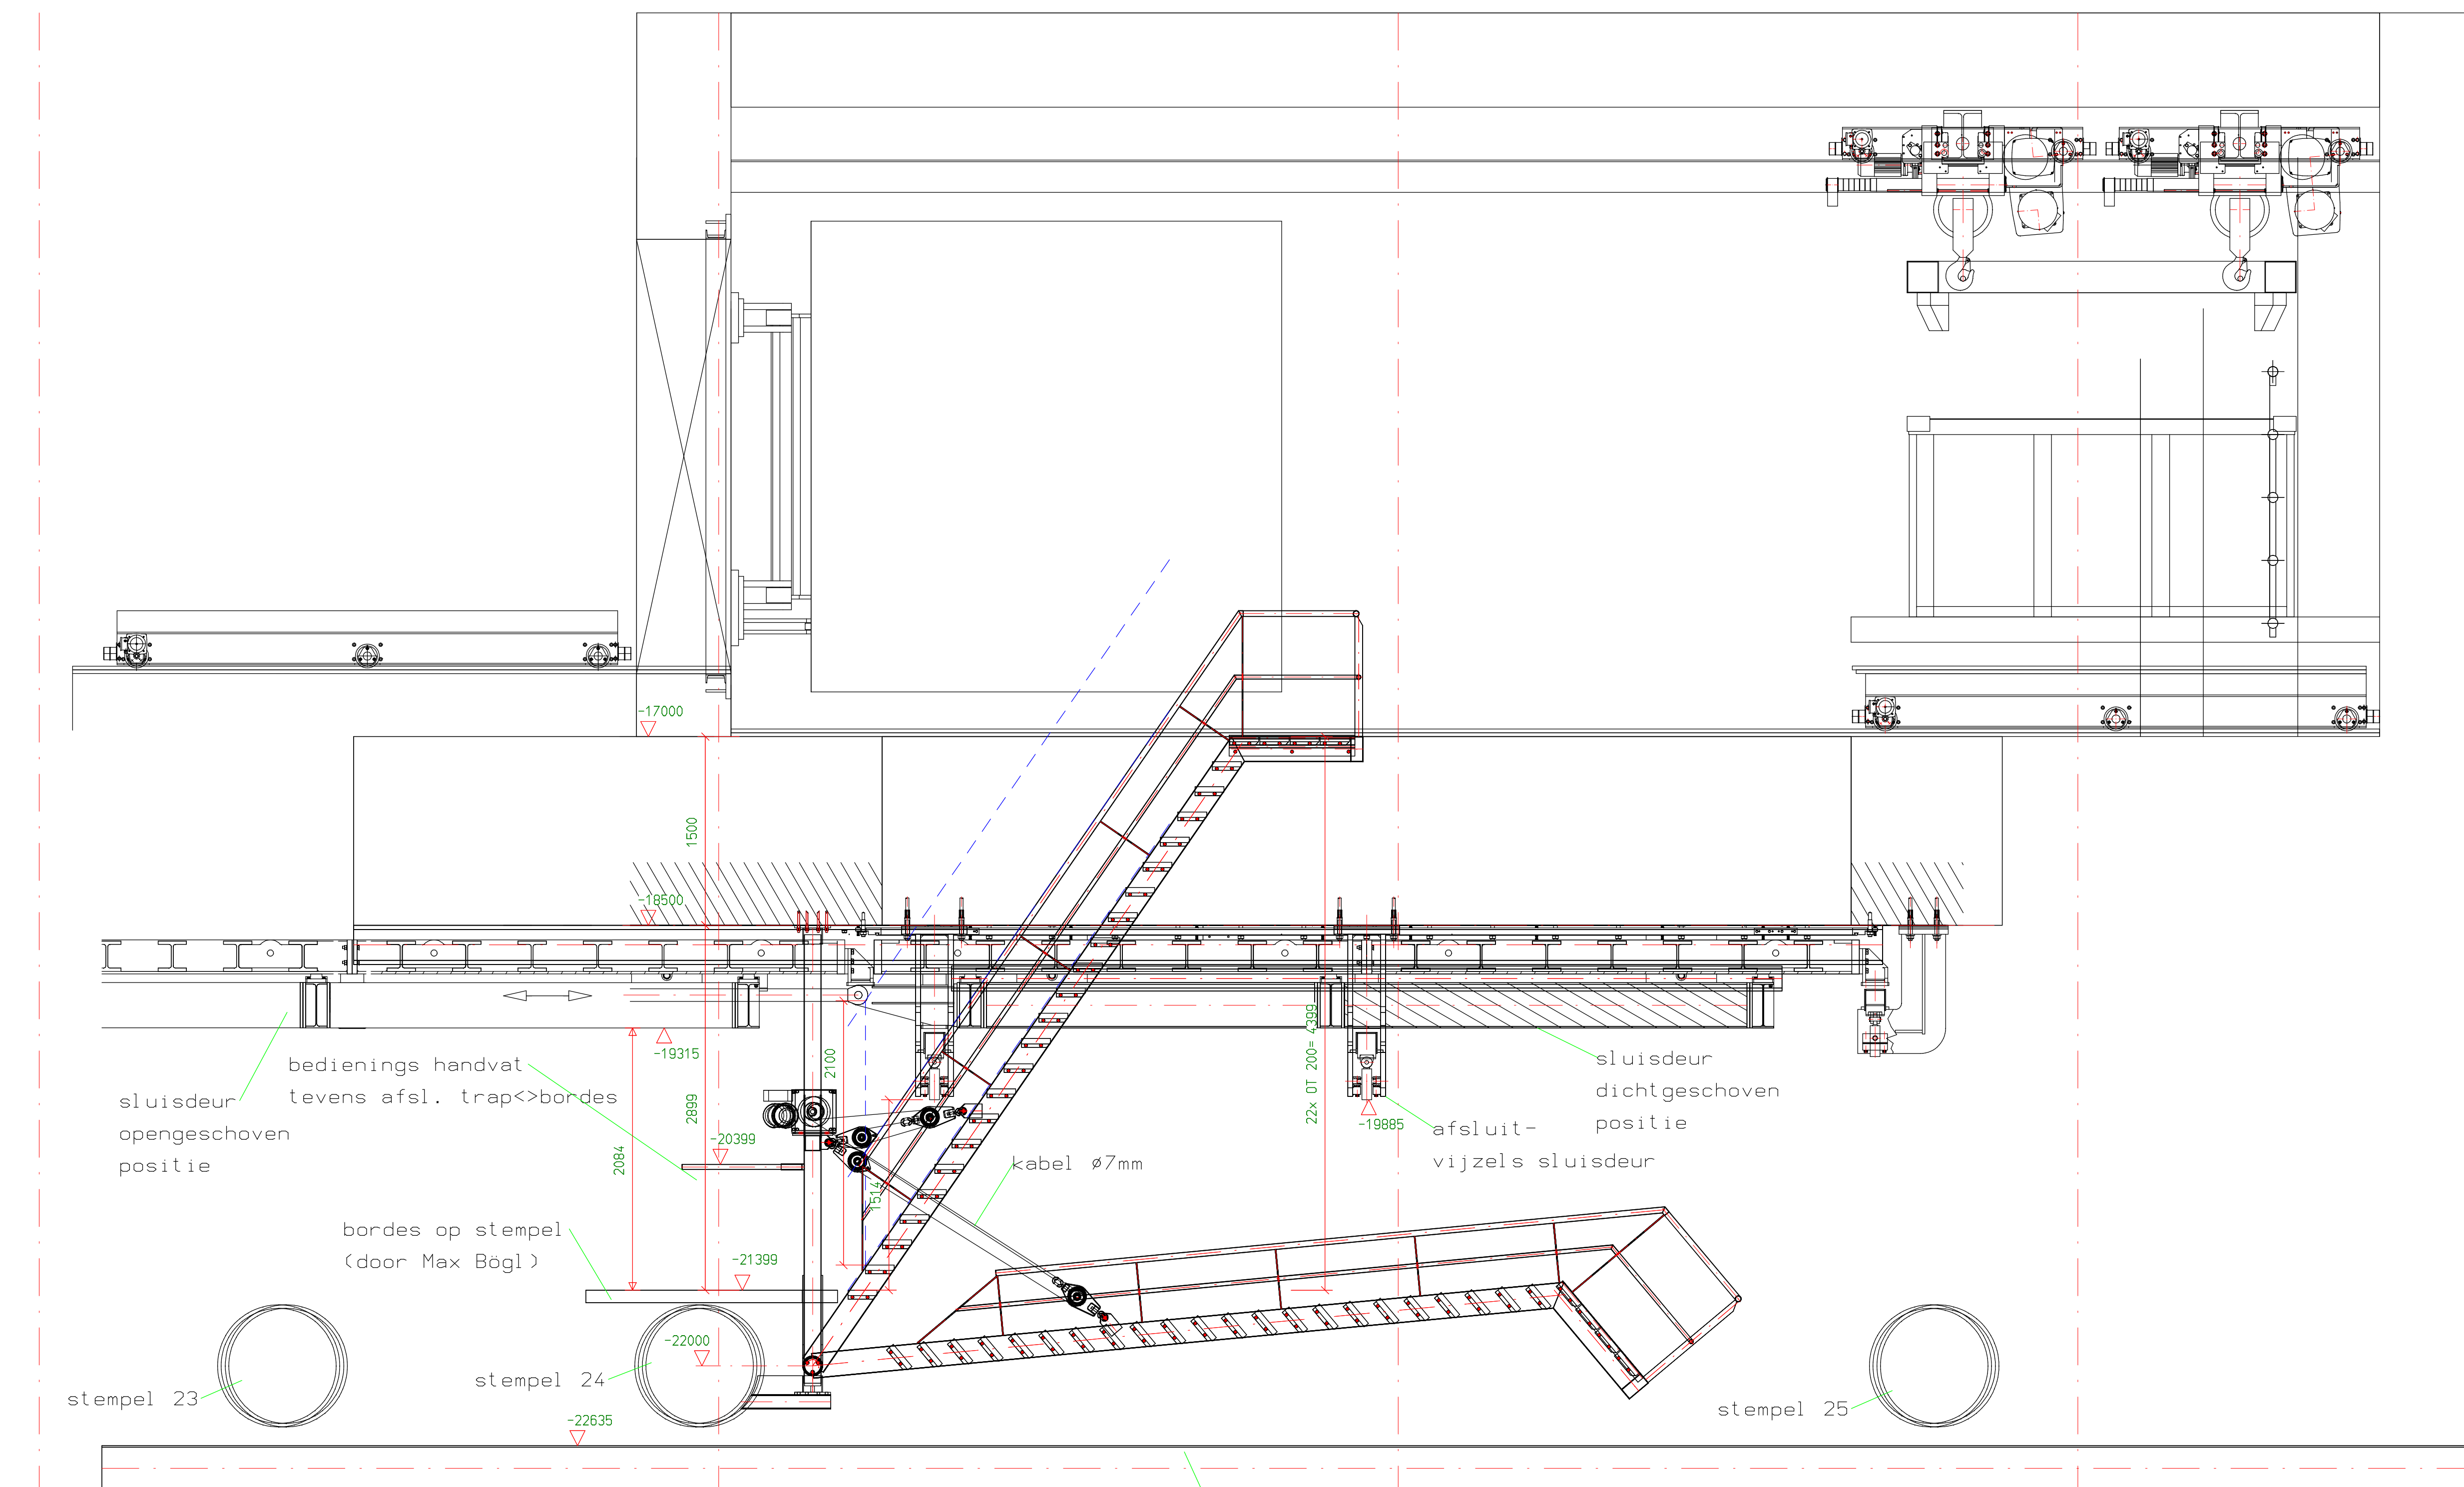 -17000
1500
-18500
-19315
bedienings handvat
tevens afsl. trap<>bordes
sluisdeur
opengeschoven
positie
2100
2899
2084
-20399
1514
22x OT 200= 4399
-19885
sluisdeur
dichtgeschoven
positie
afsluit-
vijzels sluisdeur
kabel ø7mm
bordes op stempel
(door Max Bögl)
-21399
-22000
stempel 23
stempel 24
stempel 25
-22635